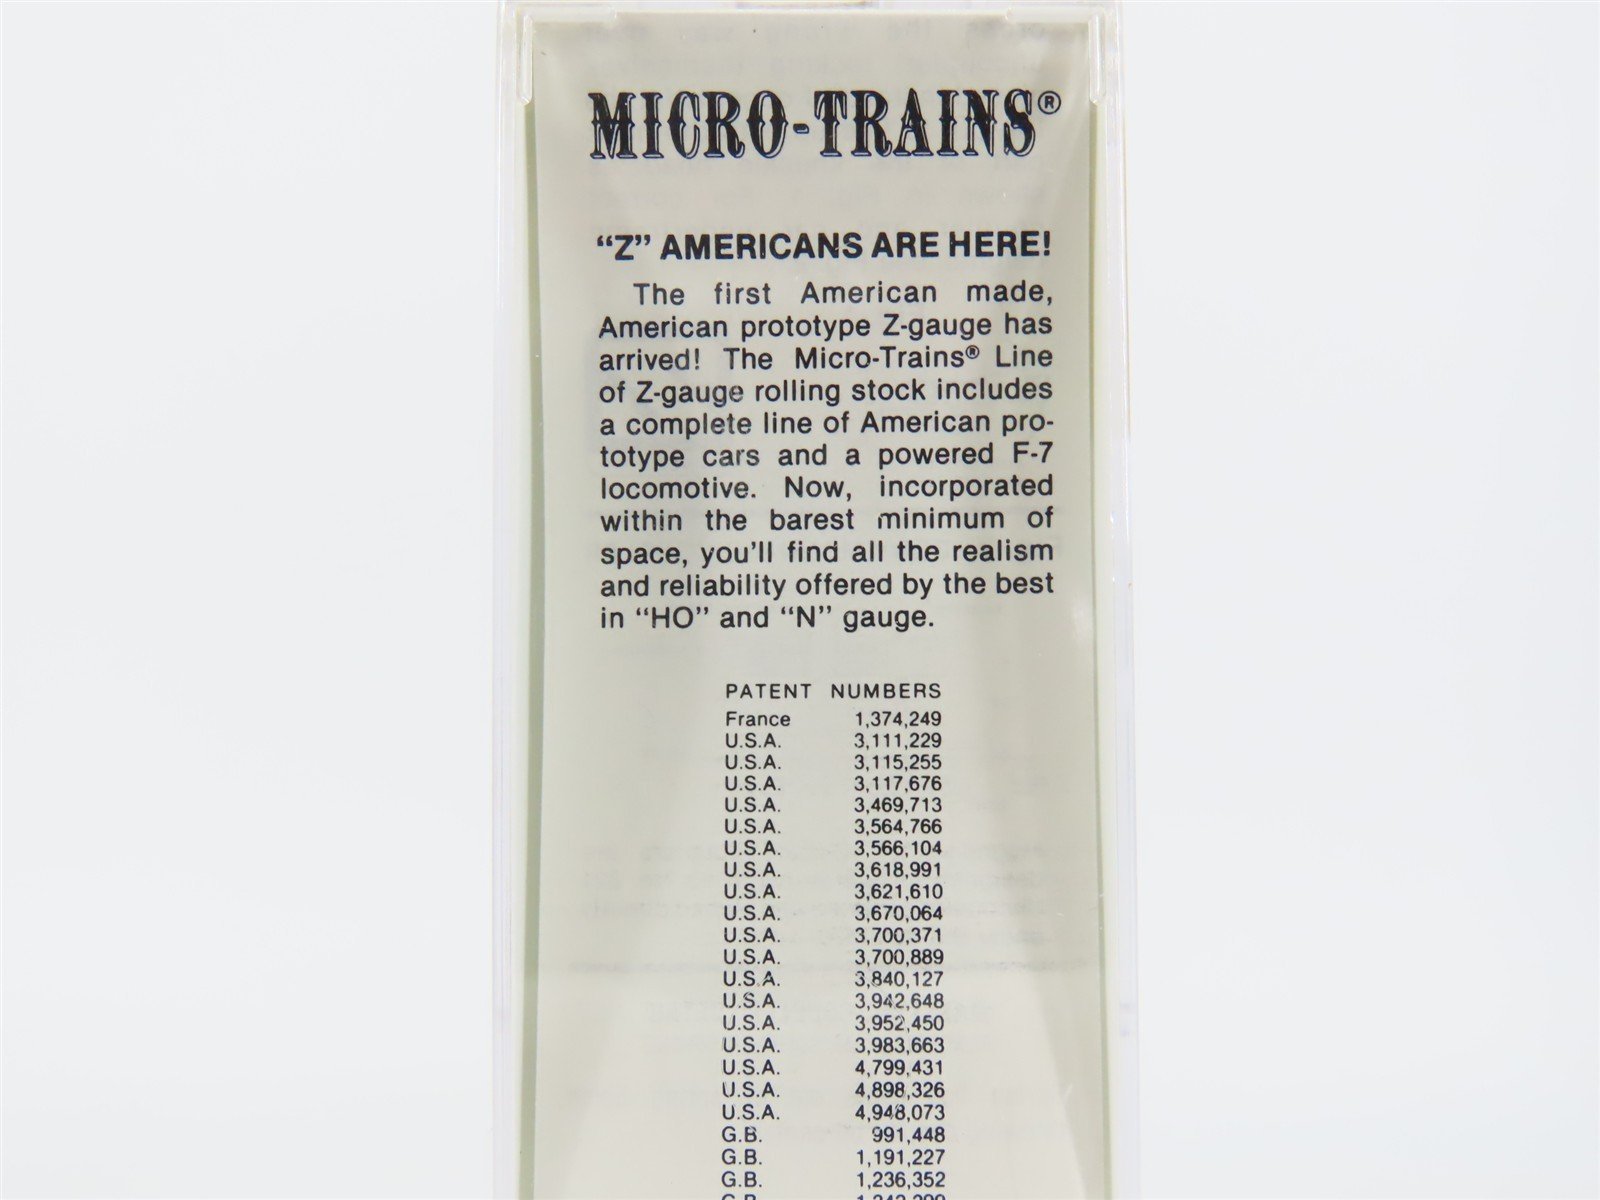 MICRO-TRAINS®
“Z” AMERICANS ARE HERE!
The first American made,
American prototype Z-gauge has
arrived! The Micro-Trains® Line
of Z-gauge rolling stock includes
a complete line of American pro-
totype cars and a powered F-7
locomotive. Now, incorporated
within the barest minimum of
space, you'll find all the realism
and reliability offered by the best
in “HO” and “N” gauge.
PATENT NUMBERS
France 1,374,249
U.S.A. 3,111,229
U.S.A. 3,115,255
U.S.A. 3,117,676
U.S.A. 3,469,713
U.S.A. 3,564,766
U.S.A. 3,566,104
U.S.A. 3,618,991
U.S.A. 3,621,610
U.S.A. 3,670,064
U.S.A. 3,700,371
U.S.A. 3,700,889
U.S.A. 3,840,127
U.S.A. 3,942,648
U.S.A. 3,952,450
U.S.A. 3,983,663
U.S.A. 4,799,431
U.S.A. 4,898,326
U.S.A. 4,948,073
G.B. 991,448
G.B. 1,191,227
G.B. 1,236,352
G.B.